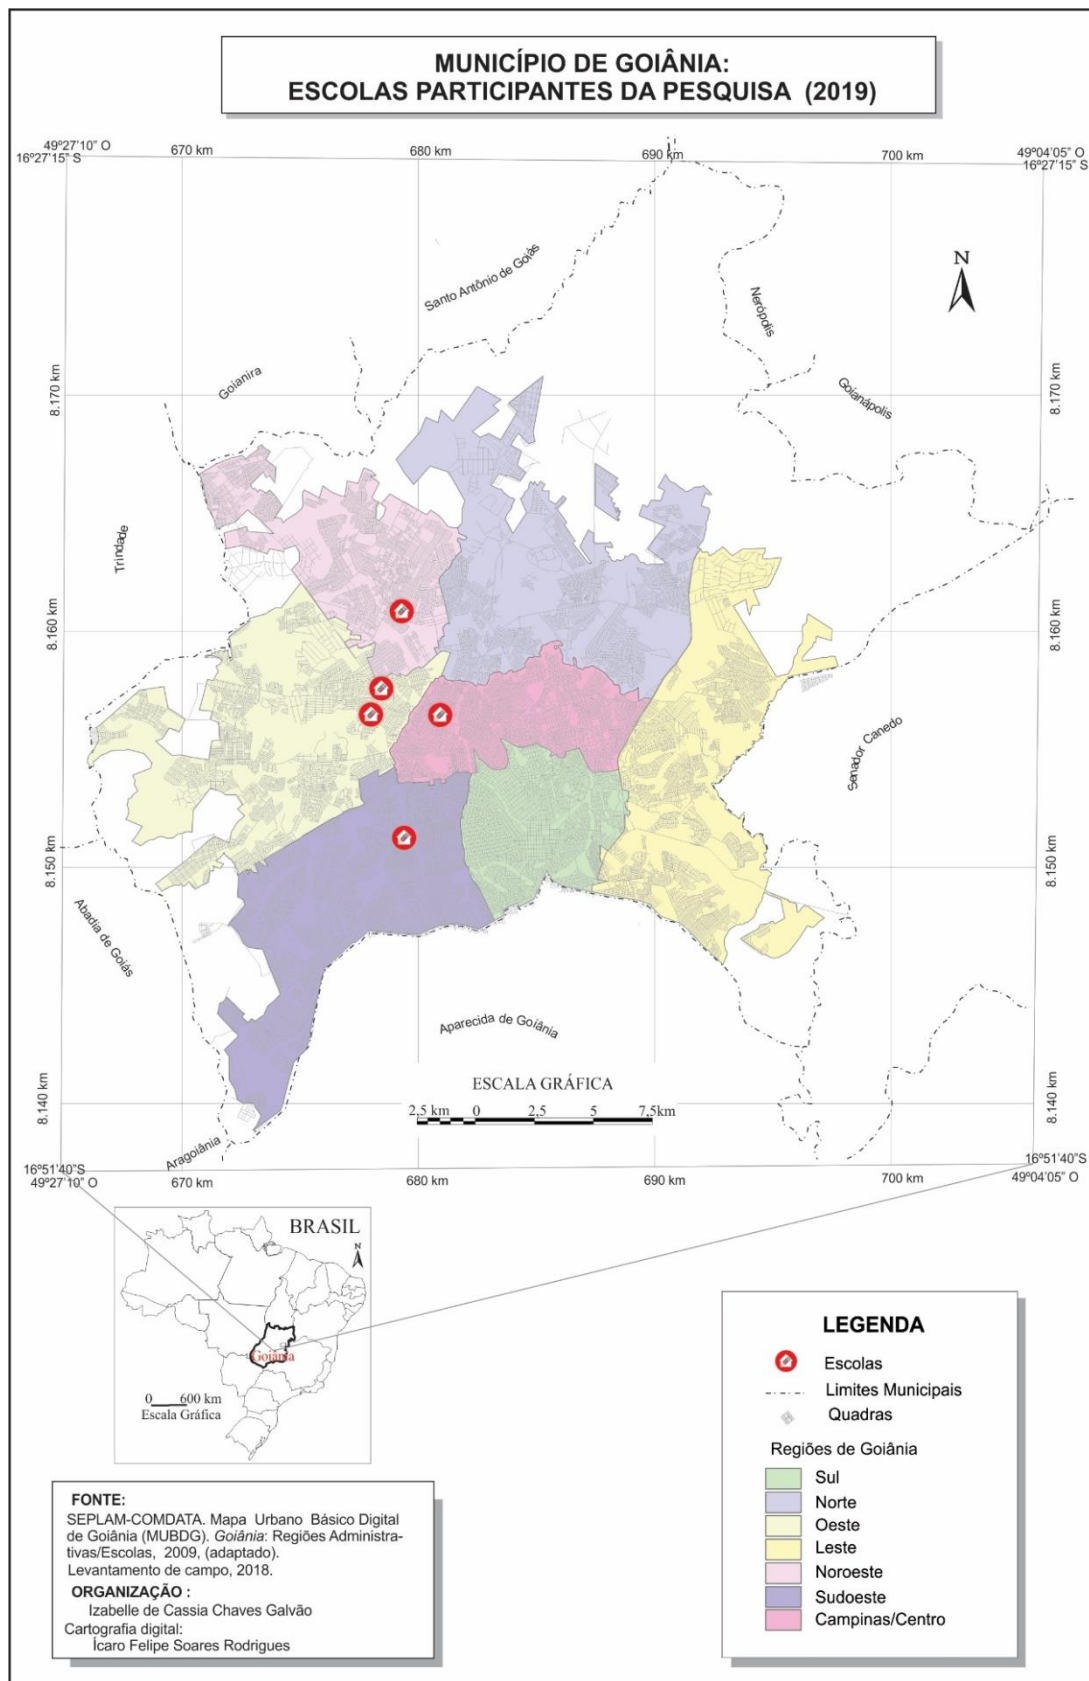 MUNICÍPIO DE GOIÂNIA:
ESCOLAS PARTICIPANTES DA PESQUISA (2019)
49º27'10" O
16º27'15" S
670 km
680 km
690 km
700 km
49º04'05" O
16º27'15" S
N
Santo Antônio de Goiás
Nerópolis
Goianira
Goianápolis
8.170 km
8.170 km
Trindade
8.160 km
8.160 km
Senador Canedo
8.150 km
8.150 km
Abadia de Goiás
Aparecida de Goiânia
ESCALA GRÁFICA
2,5 km 0 2,5 5 7,5km
8.140 km
8.140 km
Aragoiânia
16º51'40"S
49º27'10" O
670 km
680 km
690 km
700 km
16º51'40"S
49º04'05" O
BRASIL
N
Goiânia
0 600 km
Escala Gráfica
LEGENDA
Escolas
Limites Municipais
Quadras
Regiões de Goiânia
Sul
Norte
Oeste
Leste
Noroeste
Sudoeste
Campinas/Centro
FONTE:
SEPLAM-COMDATA. Mapa Urbano Básico Digital
de Goiânia (MUBDG). Goiânia: Regiões Administra-
tivas/Escolas, 2009, (adaptado).
Levantamento de campo, 2018.
ORGANIZAÇÃO :
Izabelle de Cassia Chaves Galvão
Cartografia digital:
Ícaro Felipe Soares Rodrigues